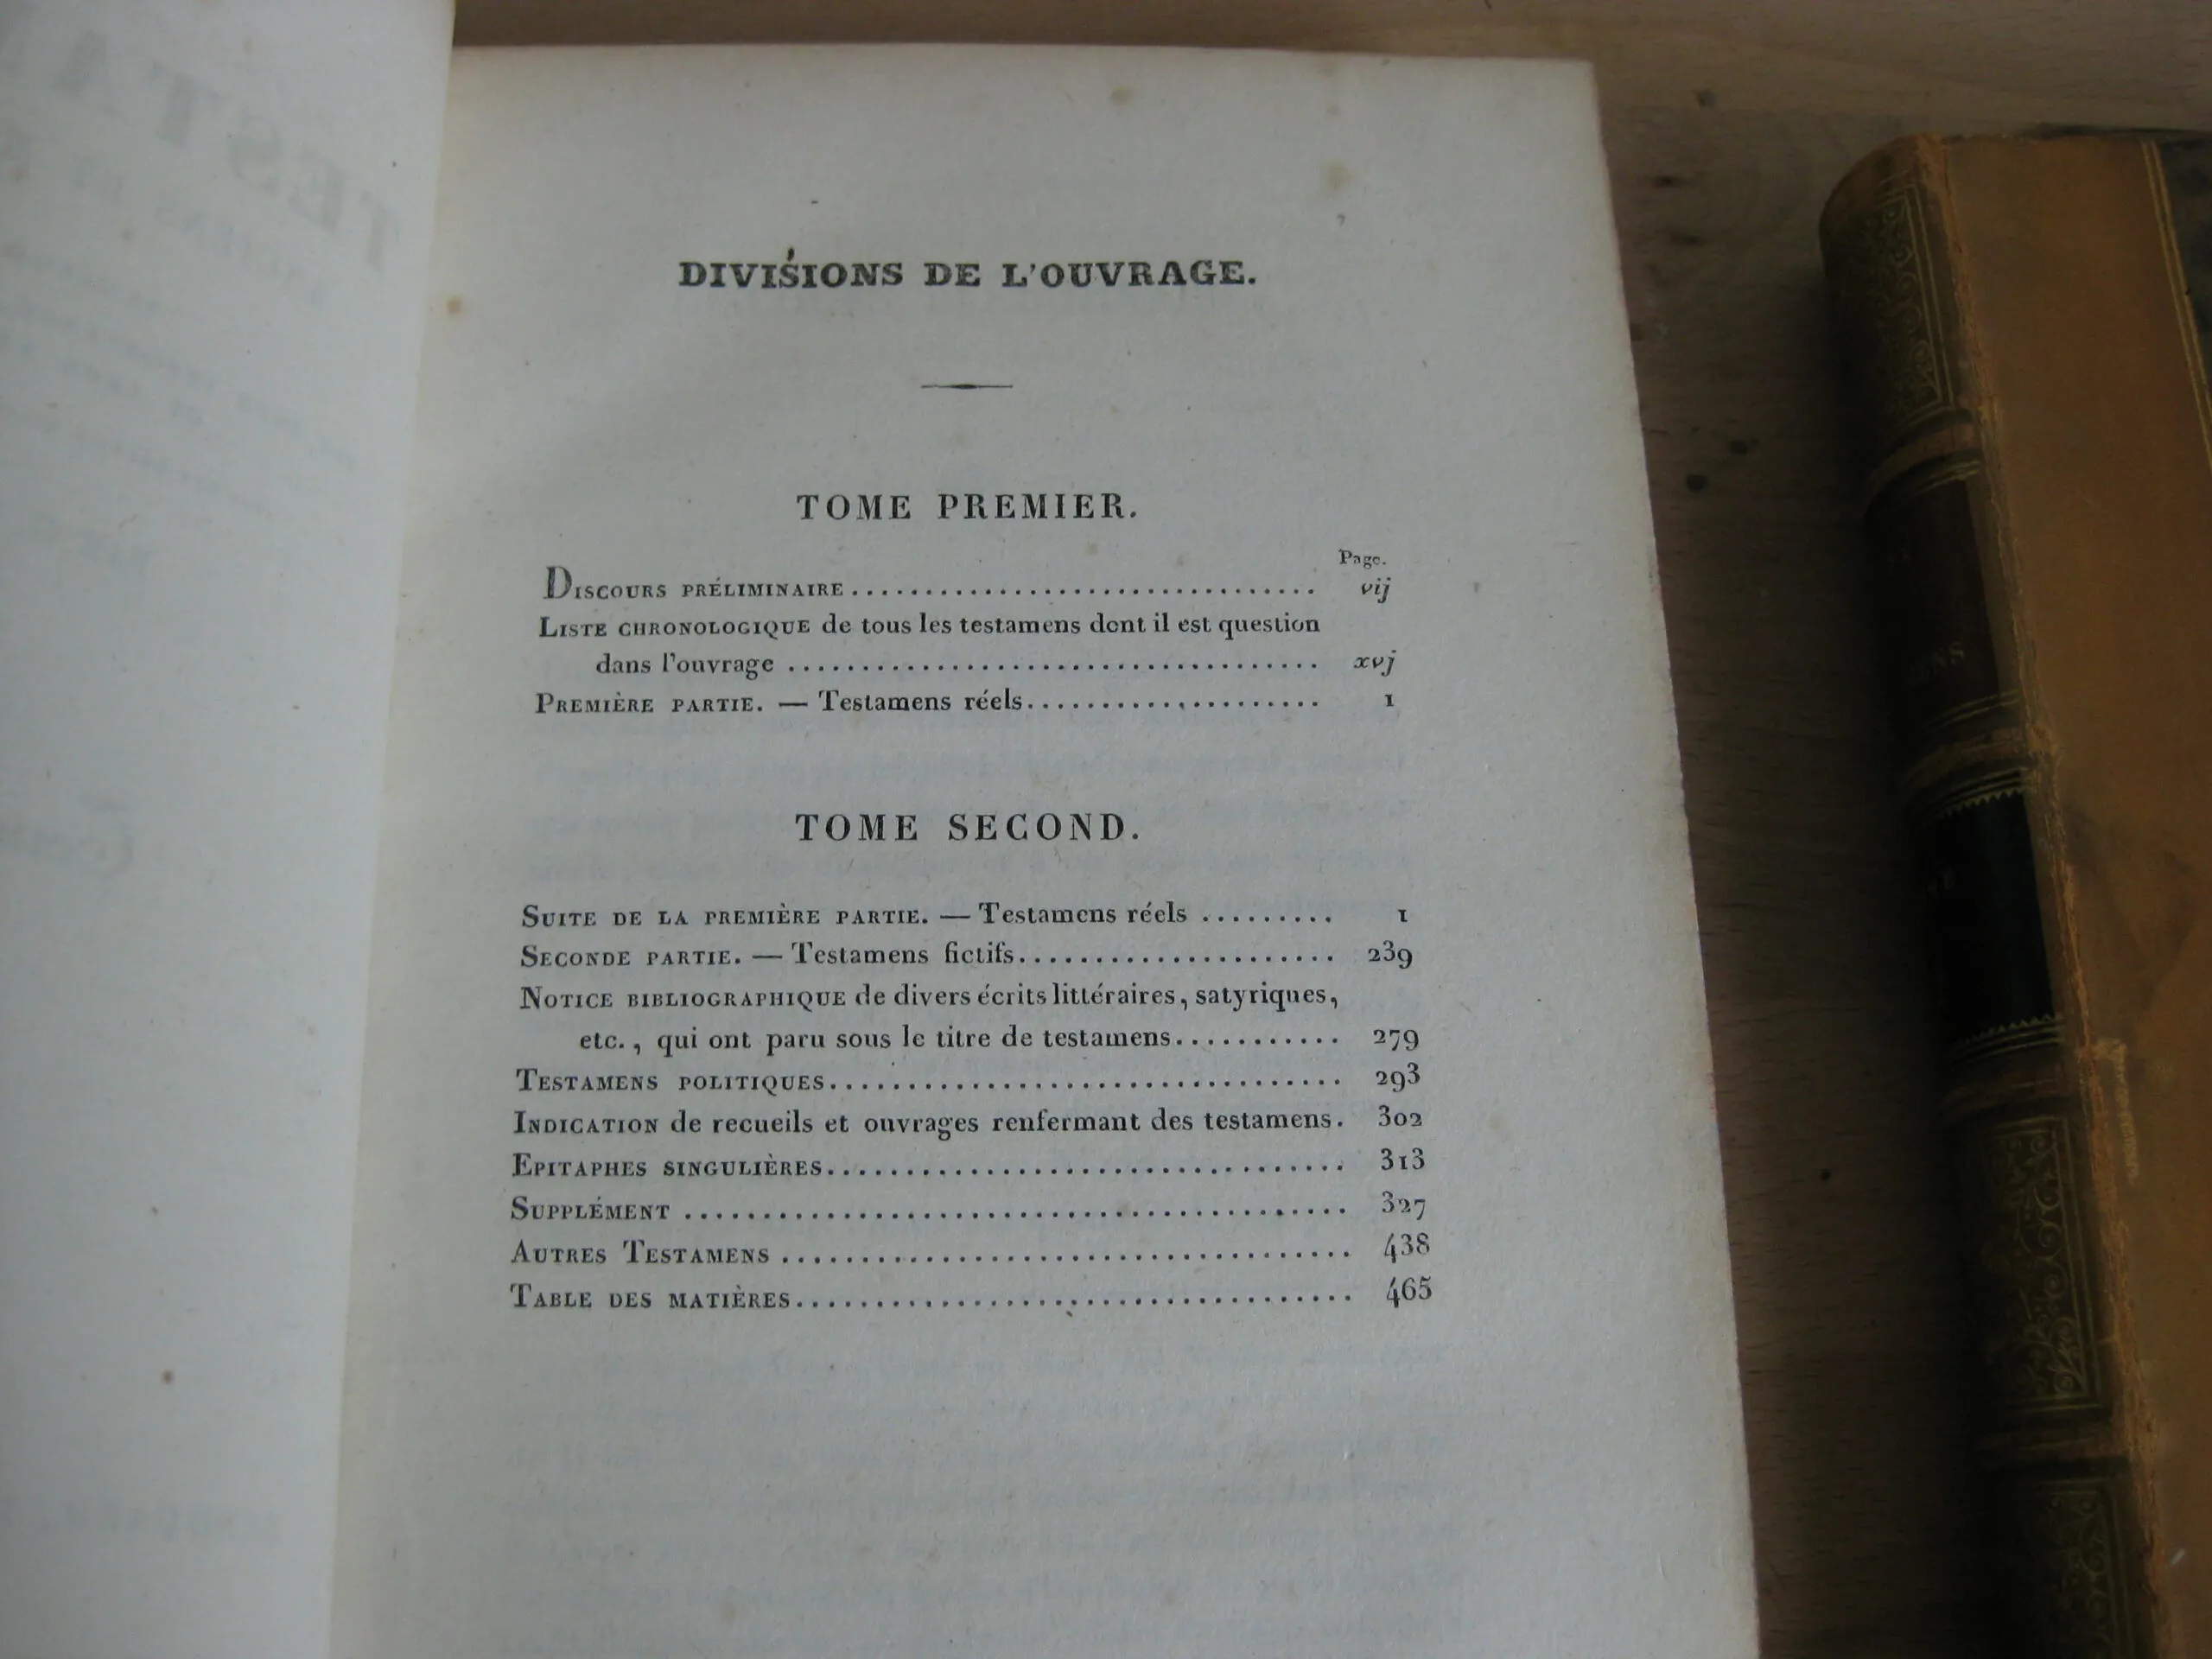 DIVISIONS DE L'OUVRAGE.
TOME PREMIER.
Page.
DISCOURS PRÉLIMINAIRE................................ vij
LISTE CHRONOLOGIQUE de tous les testamens dont il est question
dans l'ouvrage .................................... xvj
PREMIÈRE PARTIE. — Testamens réels.................... 1
TOME SECOND.
SUITE DE LA PREMIÈRE PARTIE. — Testamens réels ......... 1
SECONDE PARTIE. — Testamens fictifs..................... 239
NOTICE BIBLIOGRAPHIQUE de divers écrits littéraires, satyriques,
etc., qui ont paru sous le titre de testamens........... 279
TESTAMENS POLITIQUES.................................. 293
INDICATION de recueils et ouvrages renfermant des testamens. 302
EPITAPHES SINGULIÈRES.................................. 313
SUPPLÉMENT ........................................... 327
AUTRES TESTAMENS ..................................... 438
TABLE DES MATIÈRES.................................... 465